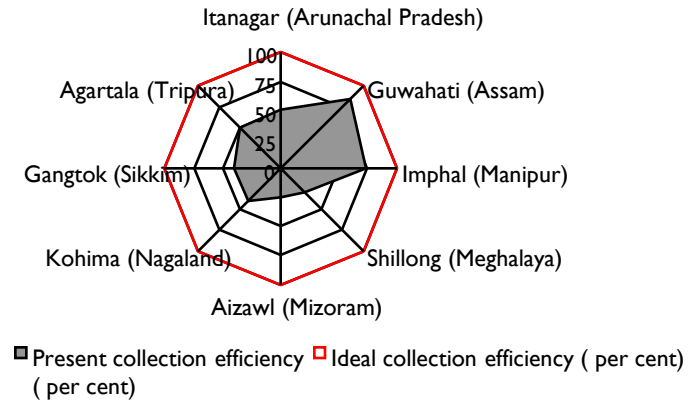 Itanagar (Arunachal Pradesh)
100
Agartala (Tripura)
75
Guwahati (Assam)
50
25
Gangtok (Sikkim)
0
Imphal (Manipur)
Kohima (Nagaland)
Shillong (Meghalaya)
Aizawl (Mizoram)
Present collection efficiency
( per cent)
Ideal collection efficiency ( per cent)